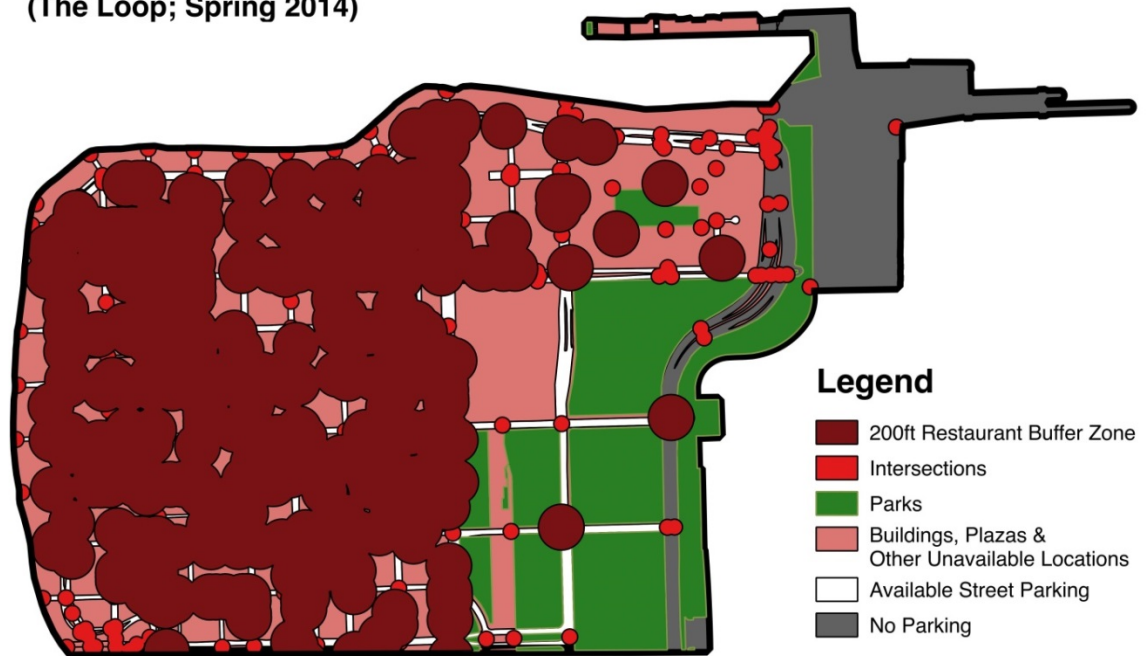 (The Loop; Spring 2014)
Legend
200ft Restaurant Buffer Zone
Intersections
Parks
Buildings, Plazas &
Other Unavailable Locations
Available Street Parking
No Parking